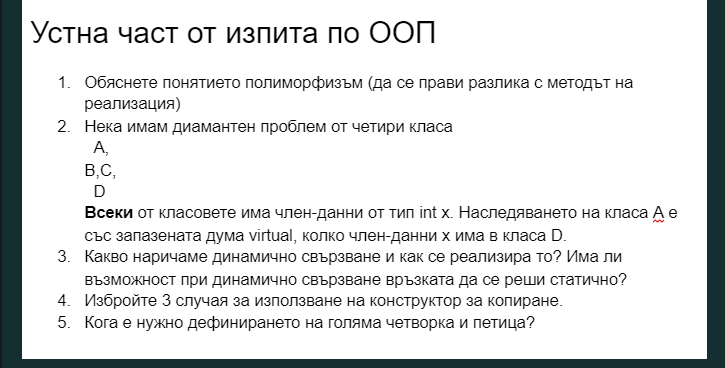 Устна част от изпита по ООП
1. Обяснете понятието полиморфизъм (да се прави разлика с методът на
реализация)
2. Нека имам диамантен проблем от четири класа
А,
B,C,
D
Всеки от класовете има член-данни от тип int x. Наследяването на класа А е
със запазената дума virtual, колко член-данни x има в класа D.
3. Какво наричаме динамично свързване и как се реализира то? Има ли
възможност при динамично свързване връзката да се реши статично?
4. Избройте 3 случая за използване на конструктор за копиране.
5. Кога е нужно дефинирането на голяма четворка и петица?